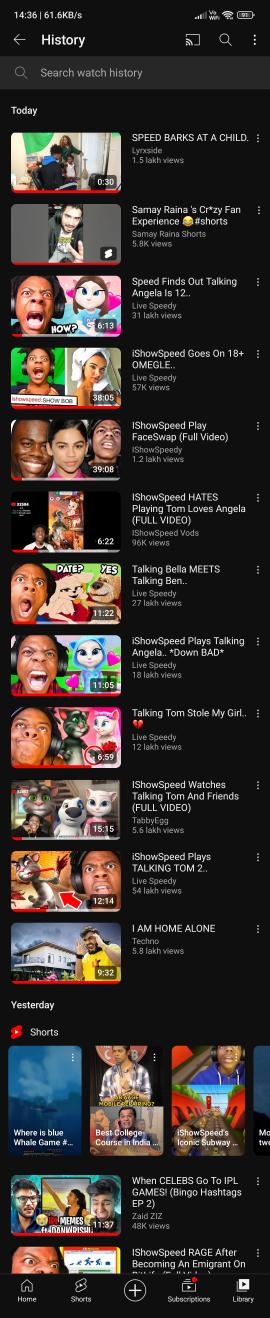 14:36 | 61.6KB/s
Vo
WiFi
91
History
Search watch history
Today
SPEED BARKS AT A CHILD.
Lyrxside
1.5 lakh views
0:30
Samay Raina 's Cr*zy Fan
Experience 😂#shorts
Samay Raina Shorts
5.8K views
Speed Finds Out Talking
Angela Is 12..
Live Speedy
31 lakh views
HOW?
6:13
iShowSpeed Goes On 18+
OMEGLE..
Live Speedy
57K views
ishowspeed:SHOW BOB
38:05
IShowSpeed Play
FaceSwap (Full Video)
IShowSpeedy
1.2 lakh views
39:08
IShowSpeed HATES
Playing Tom Loves Angela
(FULL VIDEO)
IShowSpeed Vods
96K views
6:22
Talking Bella MEETS
Talking Ben..
Live Speedy
27 lakh views
DATE?
YES
11:22
iShowSpeed Plays Talking
Angela.. *Down BAD*
Live Speedy
18 lakh views
11:05
Talking Tom Stole My Girl..
💔
Live Speedy
12 lakh views
6:59
IShowSpeed Watches
Talking Tom And Friends
(FULL VIDEO)
TabbyEgg
5.6 lakh views
15:15
iShowSpeed Plays
TALKING TOM 2..
Live Speedy
54 lakh views
12:14
I AM HOME ALONE
Techno
5.8 lakh views
9:32
Yesterday
Shorts
Where is blue
Whale Game #...
MOBILE RECHARGING?
Best College
Course in India ...
iShowSpeed's
Iconic Subway ...
Mo
twe
When CELEBS Go To IPL
GAMES! (Bingo Hashtags
EP 2)
Zaid ZIZ
48K views
IPL MEMES
11:37
IShowSpeed RAGE After
Becoming An Emigrant On
Home
Shorts
Subscriptions
Library